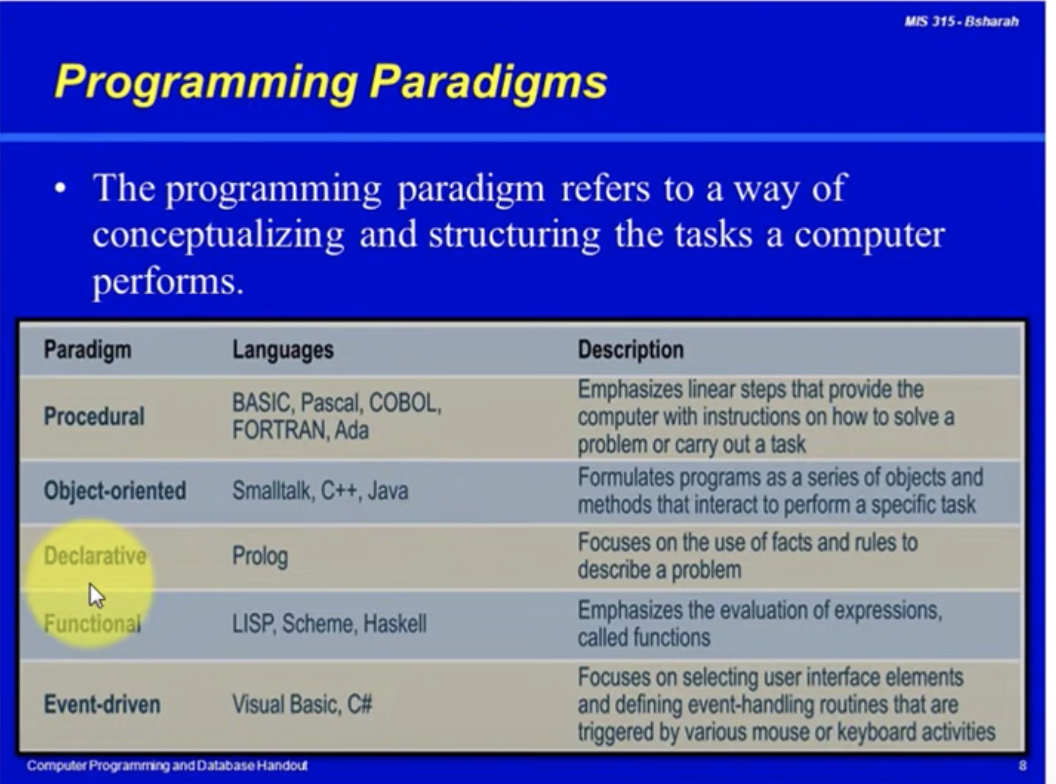 MIS 315 - Bsharah
Programming Paradigms
• The programming paradigm refers to a way of
conceptualizing and structuring the tasks a computer
performs.
Paradigm Languages Description
Procedural
BASIC, Pascal, COBOL,
FORTRAN, Ada
Emphasizes linear steps that provide the
computer with instructions on how to solve a
problem or carry out a task
Object-oriented
Smalltalk, C++, Java
Formulates programs as a series of objects and
methods that interact to perform a specific task
Declarative
Prolog
Focuses on the use of facts and rules to
describe a problem
Functional
LISP, Scheme, Haskell
Emphasizes the evaluation of expressions,
called functions
Event-driven
Visual Basic, C#
Focuses on selecting user interface elements
and defining event-handling routines that are
triggered by various mouse or keyboard activities
Computer Programming and Database Handout 8